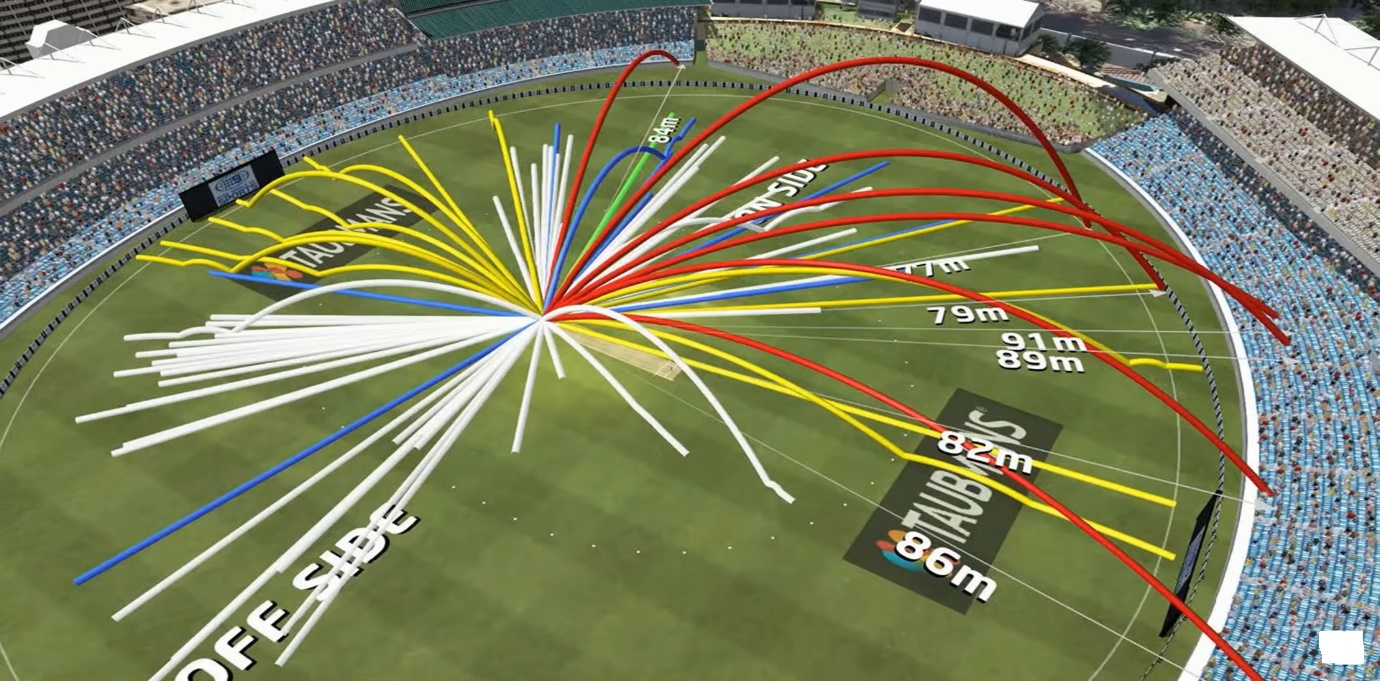 84m
ON SIDE
TAUBMANS
77m
79m
91m
89m
82m
TAUBMANS
86m
OFF SIDE